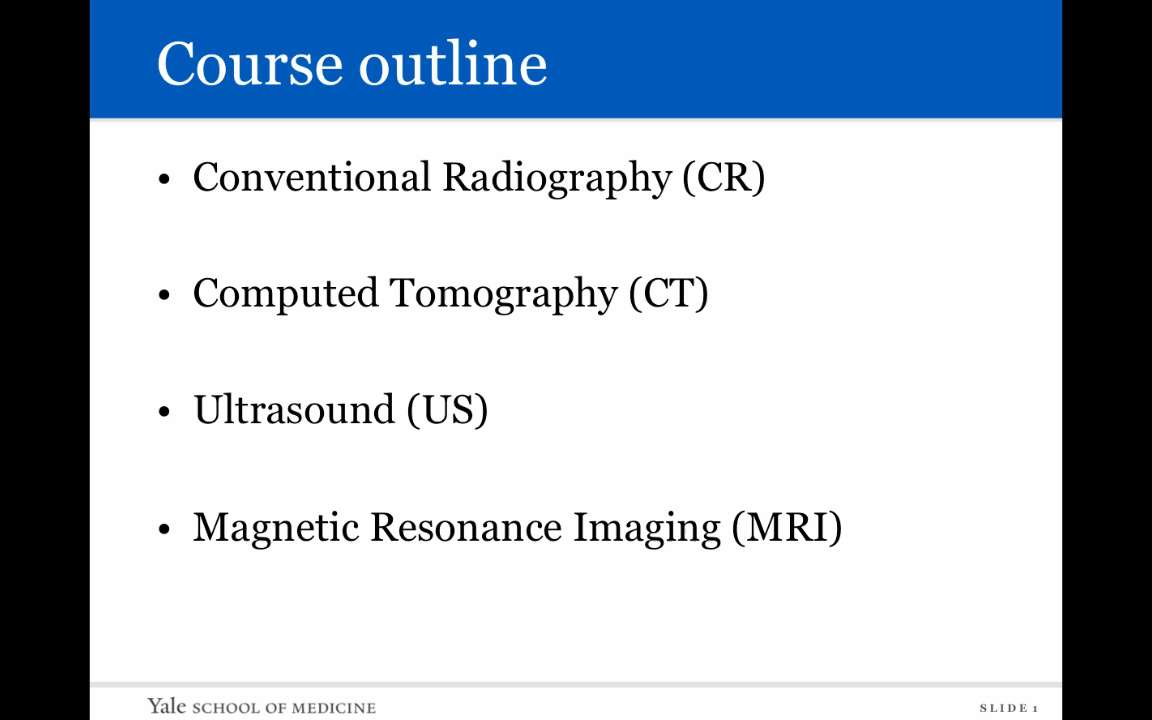 Course outline
• Conventional Radiography (CR)
• Computed Tomography (CT)
• Ultrasound (US)
• Magnetic Resonance Imaging (MRI)
Yale SCHOOL OF MEDICINE
SLIDE 1